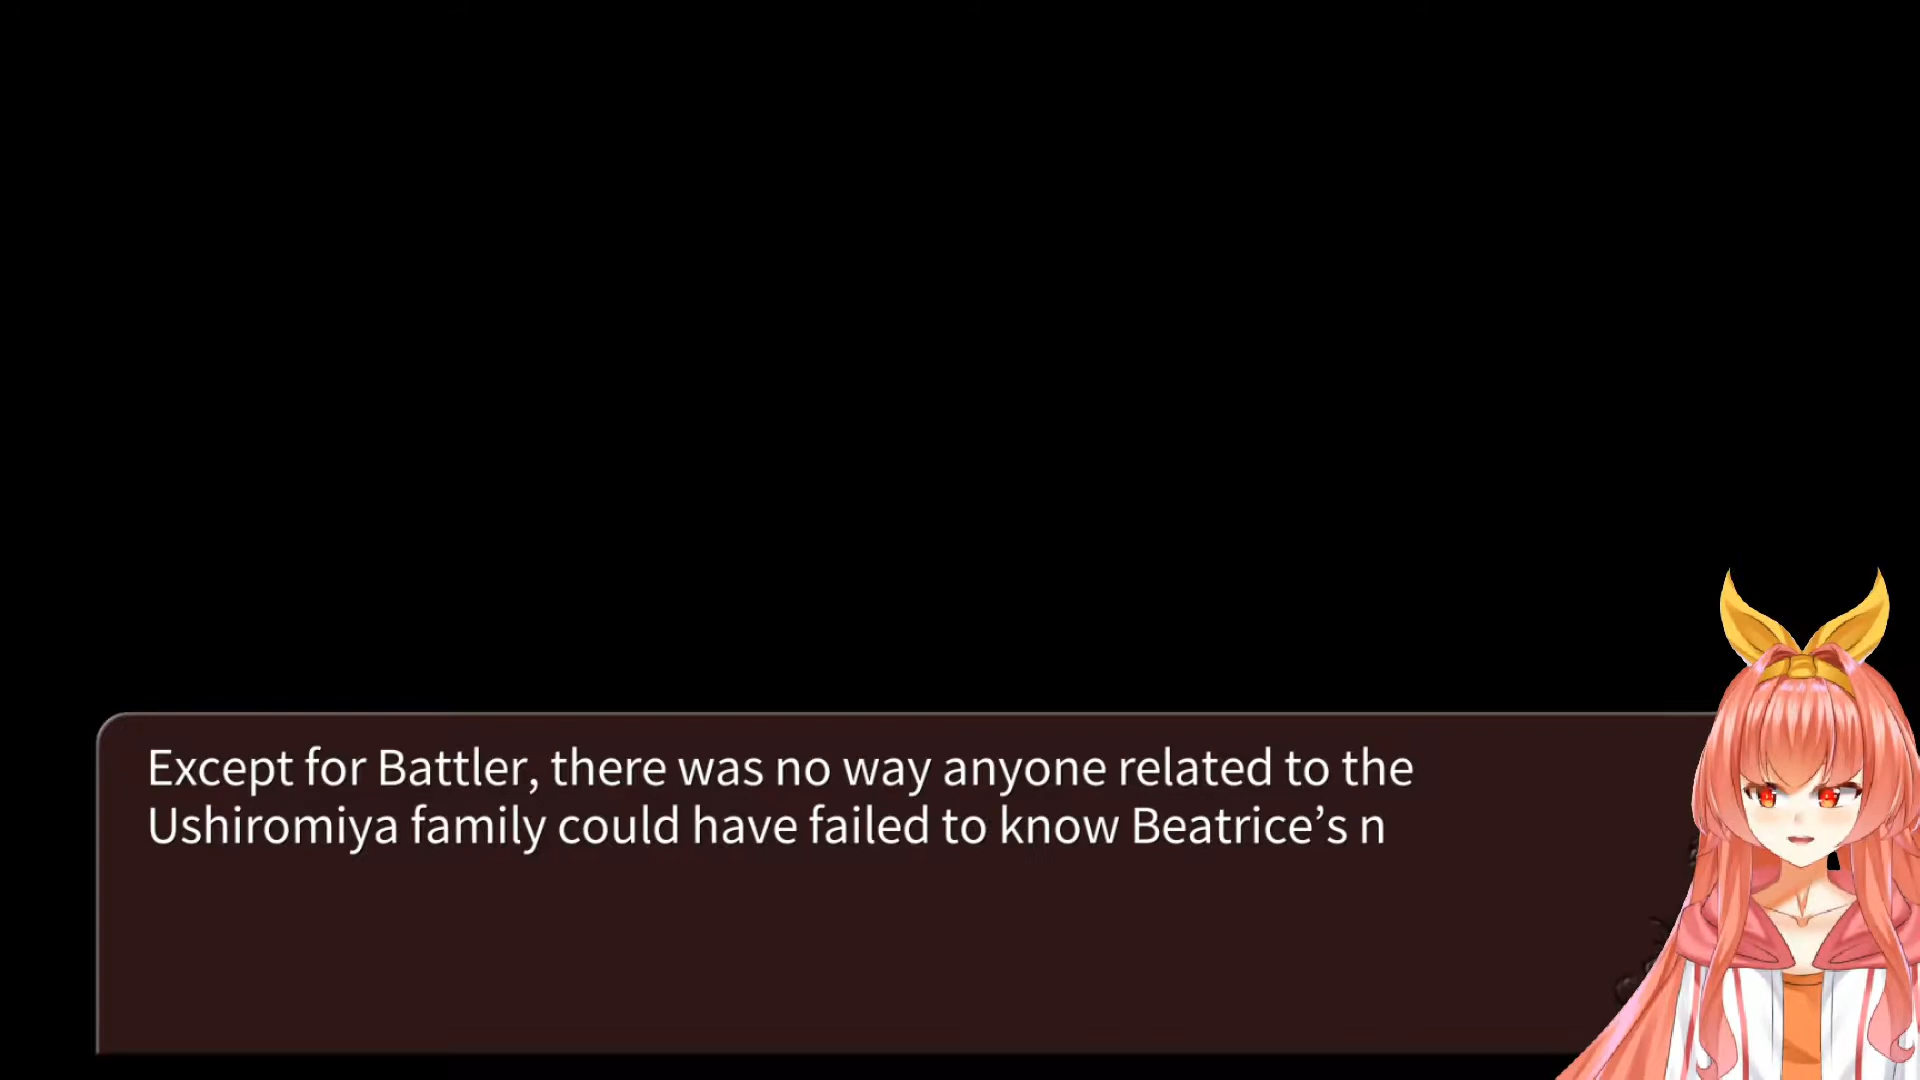 Except for Battler, there was no way anyone related to the
Ushiromiya family could have failed to know Beatrice’s n